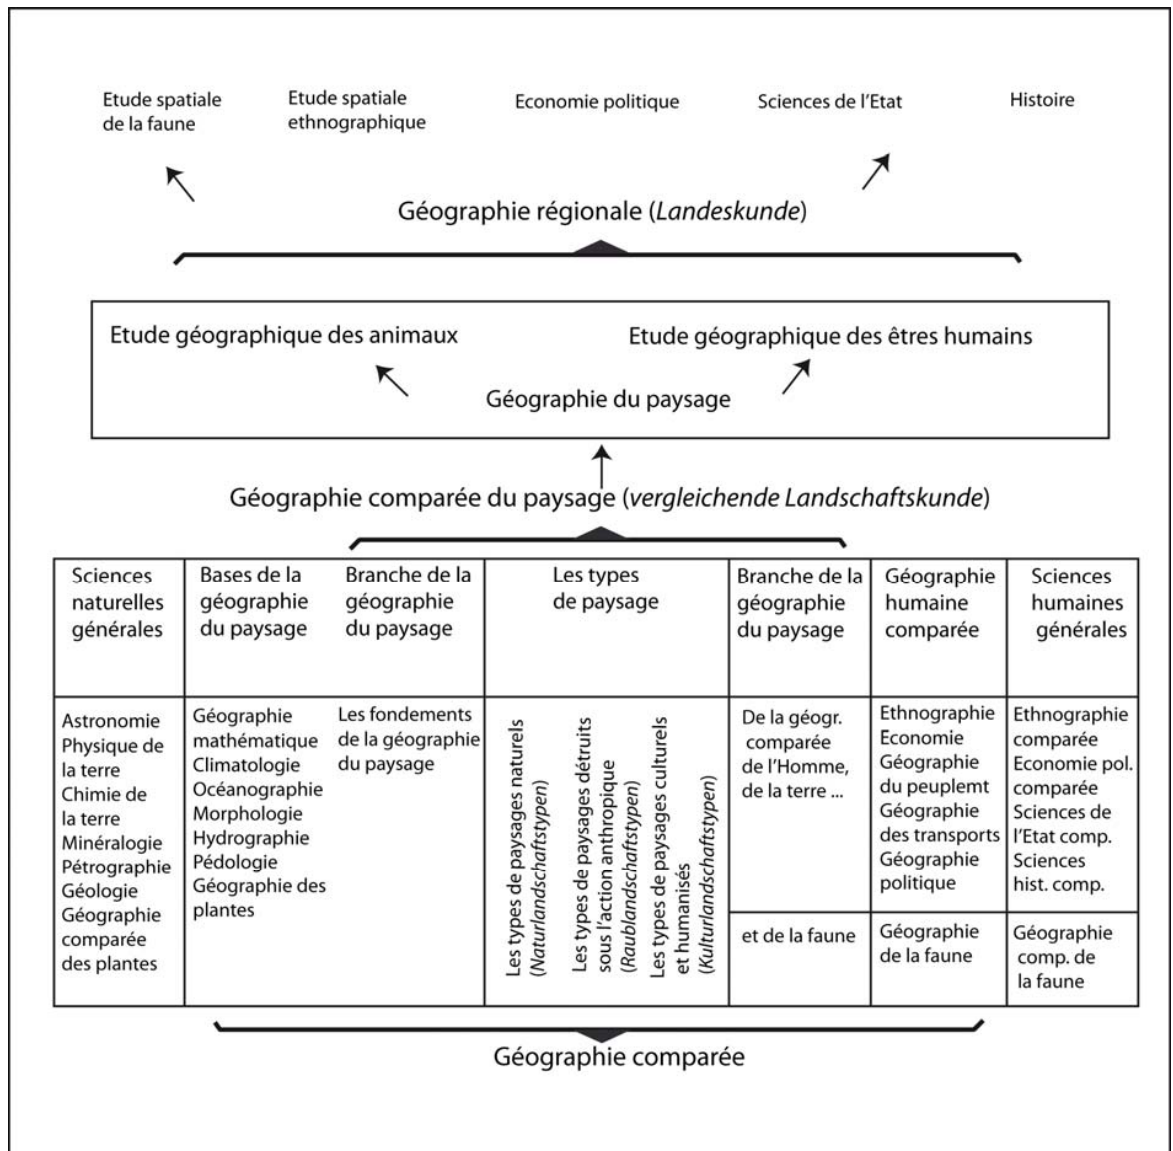 Etude spatiale
de la faune
Etude spatiale
ethnographique
Economie politique
Sciences de l'Etat
Histoire
Géographie régionale (Landeskunde)
Etude géographique des animaux
Etude géographique des êtres humains
Géographie du paysage
Géographie comparée du paysage (vergleichende Landschaftskunde)
Sciences
naturelles
générales
Bases de la
géographie
du paysage
Branche de la
géographie
du paysage
Les types
de paysage
Branche de la
géographie
du paysage
Géographie
humaine
comparée
Sciences
humaines
générales
Astronomie
Physique de
la terre
Chimie de
la terre
Minéralogie
Pétrographie
Géologie
Géographie
comparée
des plantes
Géographie
mathématique
Climatologie
Océanographie
Morphologie
Hydrographie
Pédologie
Géographie des
plantes
Les fondements
de la géographie
du paysage
Les types de paysages naturels
(Naturlandschaftstypen)
Les types de paysages détruits
sous l'action anthropique
(Raublandschaftstypen)
Les types de paysages culturels
et humanisés
(Kulturlandschaftstypen)
De la géogr.
comparée
de l'Homme,
de la terre ...
et de la faune
Ethnographie
Economie
Géographie
du peuplemt
Géographie
des transports
Géographie
politique
Géographie
de la faune
Ethnographie
comparée
Economie pol.
comparée
Sciences de
l'Etat comp.
Sciences
hist. comp.
Géographie
comp. de
la faune
Géographie comparée